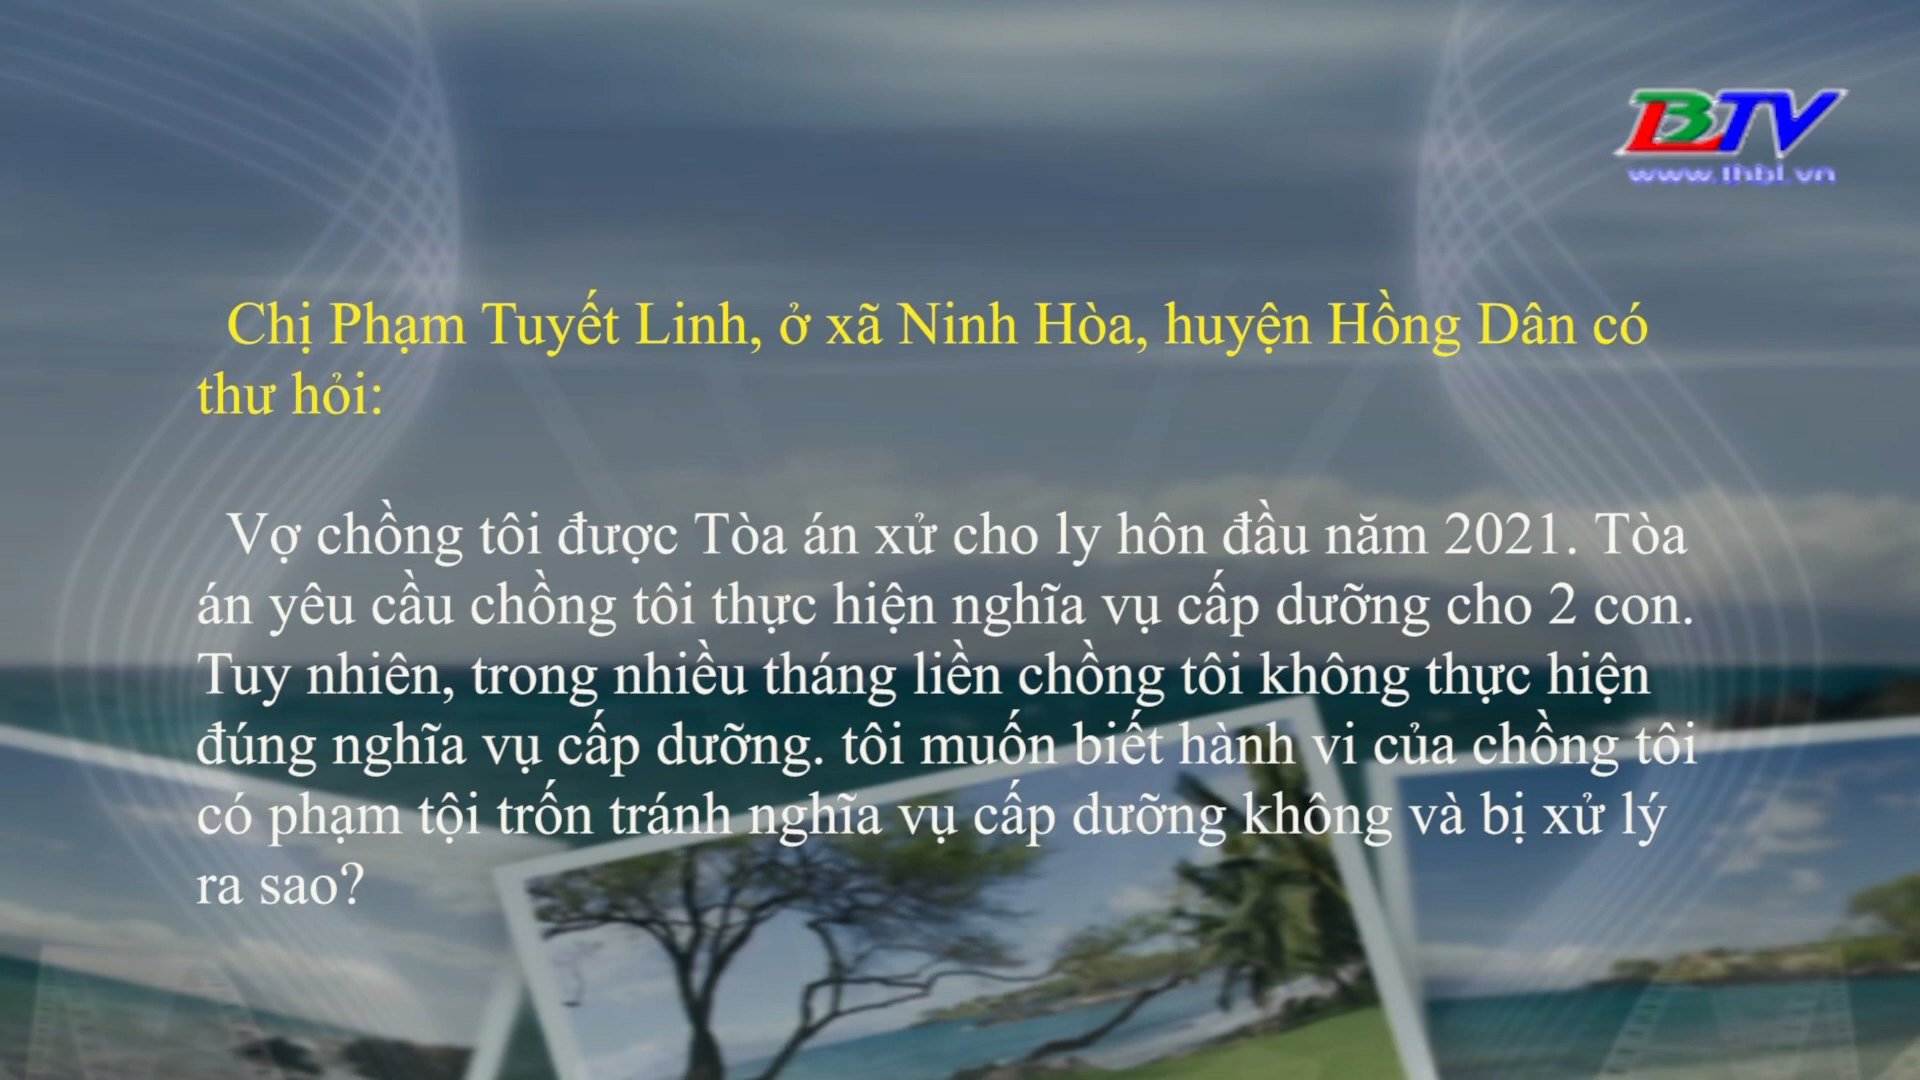 BTV
www.thbl.vn
Chị Phạm Tuyết Linh, ở xã Ninh Hòa, huyện Hồng Dân có
thư hỏi:
Vợ chồng tôi được Tòa án xử cho ly hôn đầu năm 2021. Tòa
án yêu cầu chồng tôi thực hiện nghĩa vụ cấp dưỡng cho 2 con.
Tuy nhiên, trong nhiều tháng liền chồng tôi không thực hiện
đúng nghĩa vụ cấp dưỡng. tôi muốn biết hành vi của chồng tôi
có phạm tội trốn tránh nghĩa vụ cấp dưỡng không và bị xử lý
ra sao?